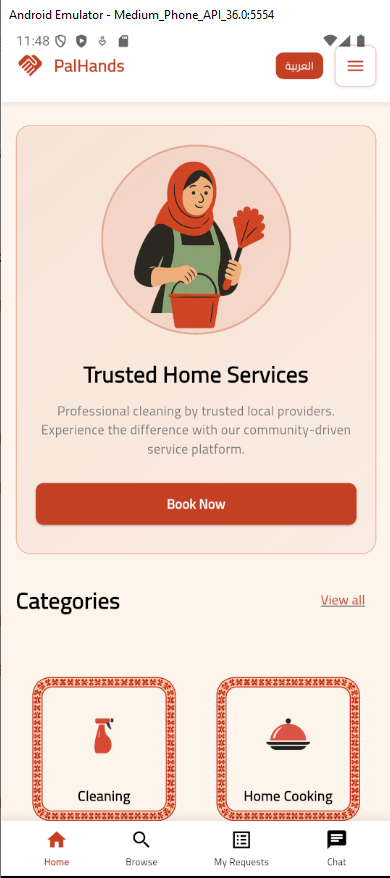 Android Emulator - Medium_Phone_API_36.0:5554
11:48
PalHands
العربية
Trusted Home Services
Professional cleaning by trusted local providers.
Experience the difference with our community-driven
service platform.
Book Now
Categories
View all
Cleaning
Home Cooking
Home
Browse
My Requests
Chat